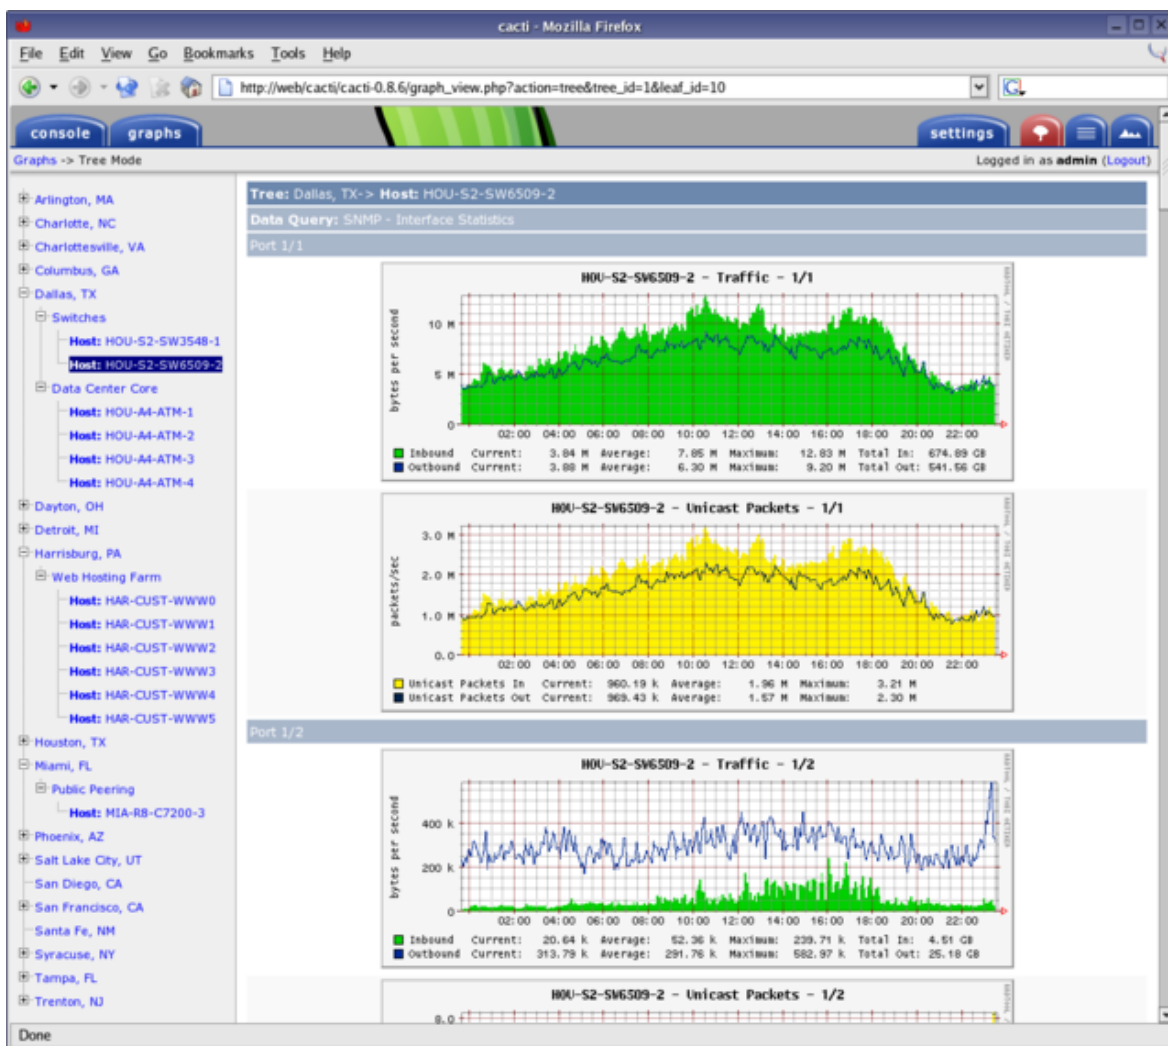 cacti - Mozilla Firefox
File Edit View Go Bookmarks Tools Help
http://web/cacti/cacti-0.8.6/graph_view.php?action=tree&tree_id=1&leaf_id=10
G
console graphs settings
Graphs -> Tree Mode Logged in as admin (Logout)
Arlington, MA
Charlotte, NC
Charlottesville, VA
Columbus, GA
Dallas, TX
Switches
Host: HOU-S2-SW3548-1
Host: HOU-S2-SW6509-2
Data Center Core
Host: HOU-A4-ATM-1
Host: HOU-A4-ATM-2
Host: HOU-A4-ATM-3
Host: HOU-A4-ATM-4
Dayton, OH
Detroit, MI
Harrisburg, PA
Web Hosting Farm
Host: HAR-CUST-WWW0
Host: HAR-CUST-WWW1
Host: HAR-CUST-WWW2
Host: HAR-CUST-WWW3
Host: HAR-CUST-WWW4
Host: HAR-CUST-WWW5
Houston, TX
Miami, FL
Public Peering
Host: MIA-R8-C7200-3
Phoenix, AZ
Salt Lake City, UT
San Diego, CA
San Francisco, CA
Santa Fe, NM
Syracuse, NY
Tampa, FL
Trenton, NJ
Tree: Dallas, TX-> Host: HOU-S2-SW6509-2
Data Query: SNMP - Interface Statistics
Port 1/1
HOU-S2-SW6509-2 - Traffic - 1/1
bytes per second
10 M
5 M
0
02:00 04:00 06:00 08:00 10:00 12:00 14:00 16:00 18:00 20:00 22:00
Inbound Current: 3.84 M Average: 7.85 M Maximum: 12.83 M Total In: 674.89 GB
Outbound Current: 3.88 M Average: 6.30 M Maximum: 9.20 M Total Out: 541.56 GB
HOU-S2-SW6509-2 - Unicast Packets - 1/1
packets/sec
3.0 M
2.0 M
1.0 M
0.0
02:00 04:00 06:00 08:00 10:00 12:00 14:00 16:00 18:00 20:00 22:00
Unicast Packets In Current: 960.19 k Average: 1.96 M Maximum: 3.21 M
Unicast Packets Out Current: 969.43 k Average: 1.57 M Maximum: 2.30 M
Port 1/2
HOU-S2-SW6509-2 - Traffic - 1/2
bytes per second
400 k
200 k
0
02:00 04:00 06:00 08:00 10:00 12:00 14:00 16:00 18:00 20:00 22:00
Inbound Current: 20.64 k Average: 52.36 k Maximum: 239.71 k Total In: 4.51 GB
Outbound Current: 313.79 k Average: 291.76 k Maximum: 582.97 k Total Out: 25.18 GB
HOU-S2-SW6509-2 - Unicast Packets - 1/2
8.0
Done